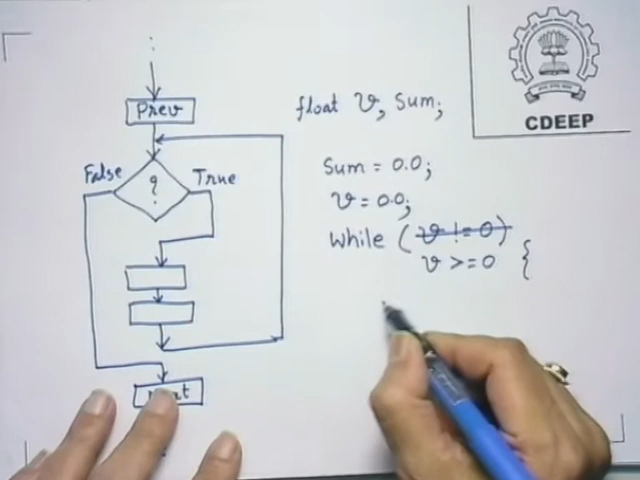 Prev
False
?
True
float v, Sum;
Sum = 0.0;
v = 0.0;
while (v != 0)
v >= 0 {
CDEEP